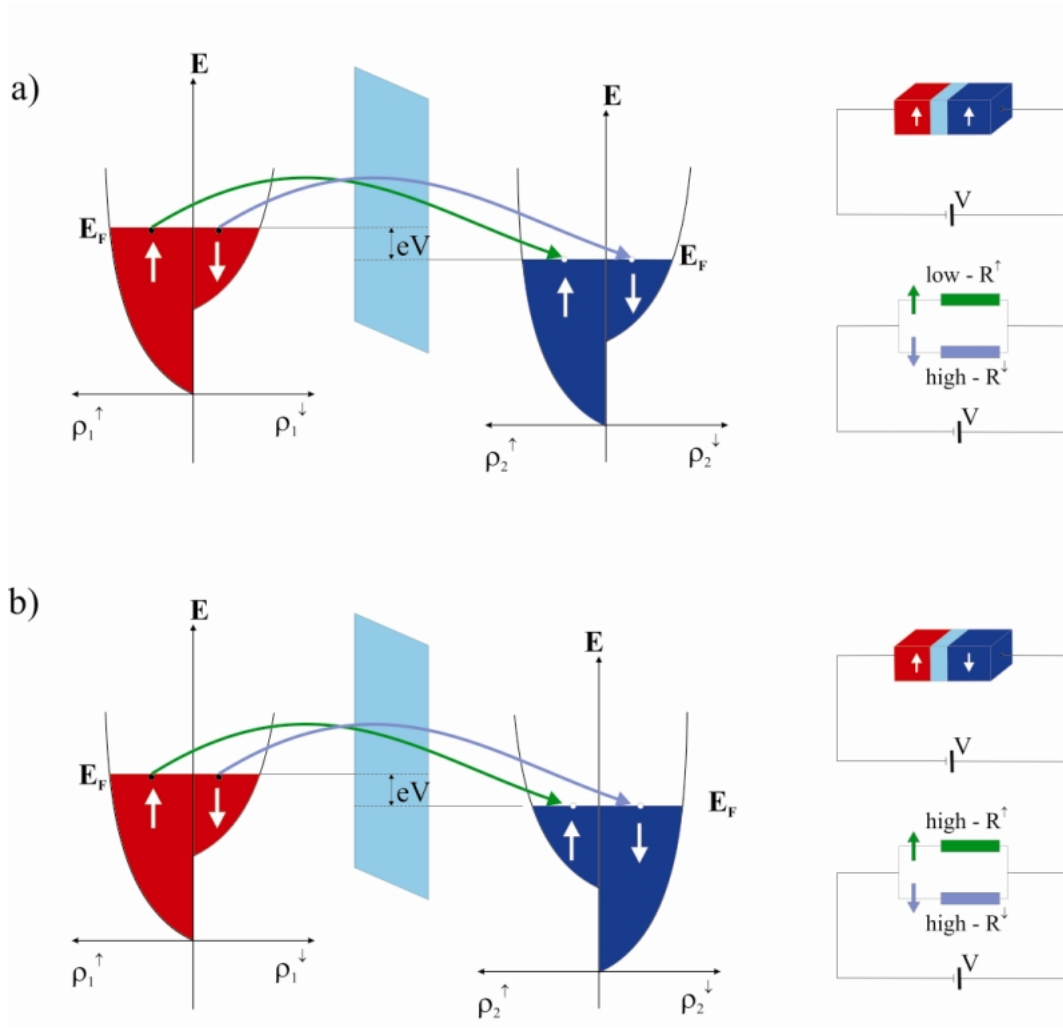 a)
E
E
E_F
eV
E_F
ρ₁↑
ρ₁↓
ρ₂↑
ρ₂↓
V
low - R↑
high - R↓
V
b)
E
E
E_F
eV
E_F
ρ₁↑
ρ₁↓
ρ₂↑
ρ₂↓
V
high - R↑
high - R↓
V